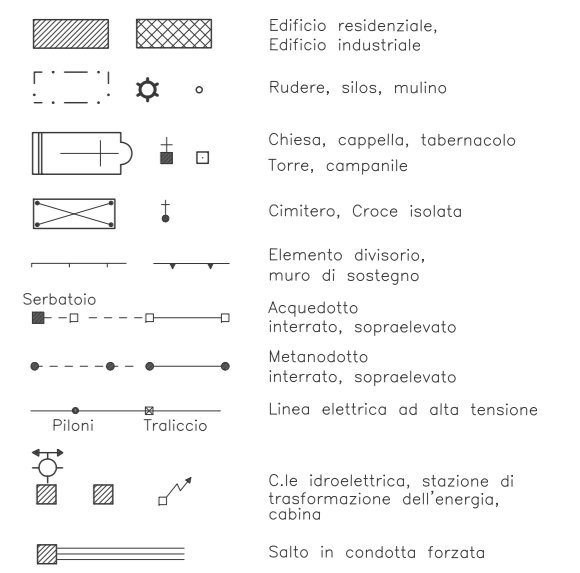 Edificio residenziale,
Edificio industriale
Rudere, silos, mulino
Chiesa, cappella, tabernacolo
Torre, campanile
Cimitero, Croce isolata
Elemento divisorio,
muro di sostegno
Serbatoio
Acquedotto
interrato, sopraelevato
Metanodotto
interrato, sopraelevato
Linea elettrica ad alta tensione
Piloni Traliccio
C.le idroelettrica, stazione di
trasformazione dell'energia,
cabina
Salto in condotta forzata